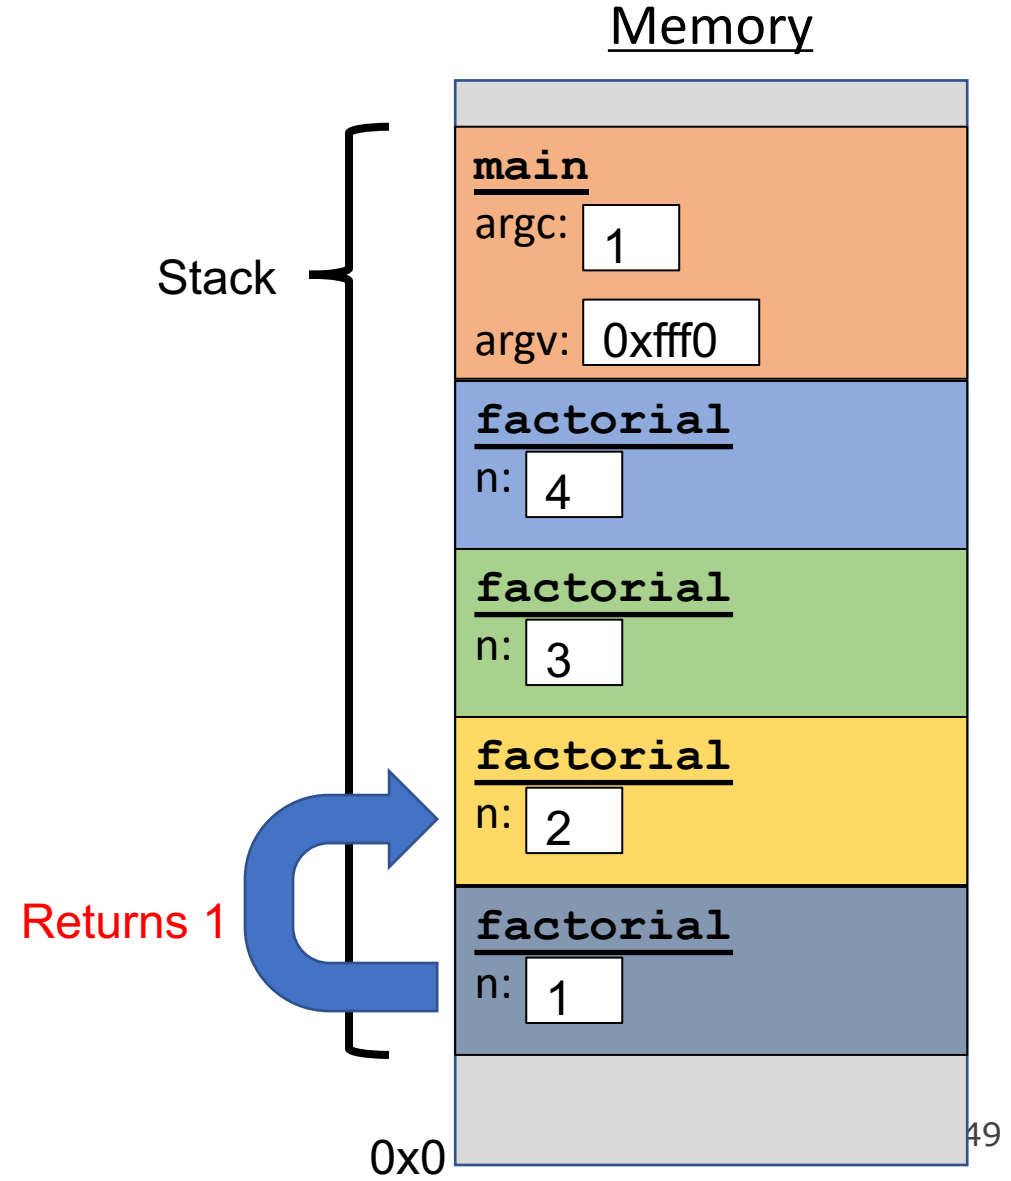 Memory
main
argc: 1
Stack
argv: 0xfff0
factorial
n: 4
factorial
n: 3
factorial
n: 2
Returns 1
factorial
n: 1
49
0x0